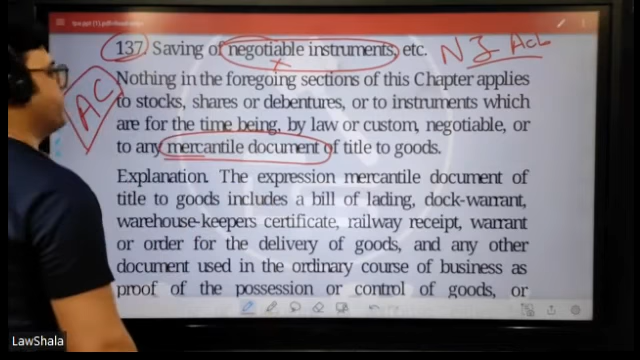 137 Saving of negotiable instruments, etc. N I Act
AC
Nothing in the foregoing sections of this Chapter applies
to stocks, shares or debentures, or to instruments which
are for the time being, by law or custom, negotiable, or
to any mercantile document of title to goods.
Explanation. The expression mercantile document of
title to goods includes a bill of lading, dock-warrant,
warehouse-keepers certificate, railway receipt, warrant
or order for the delivery of goods, and any other
document used in the ordinary course of business as
proof of the possession or control of goods, or
LawShala